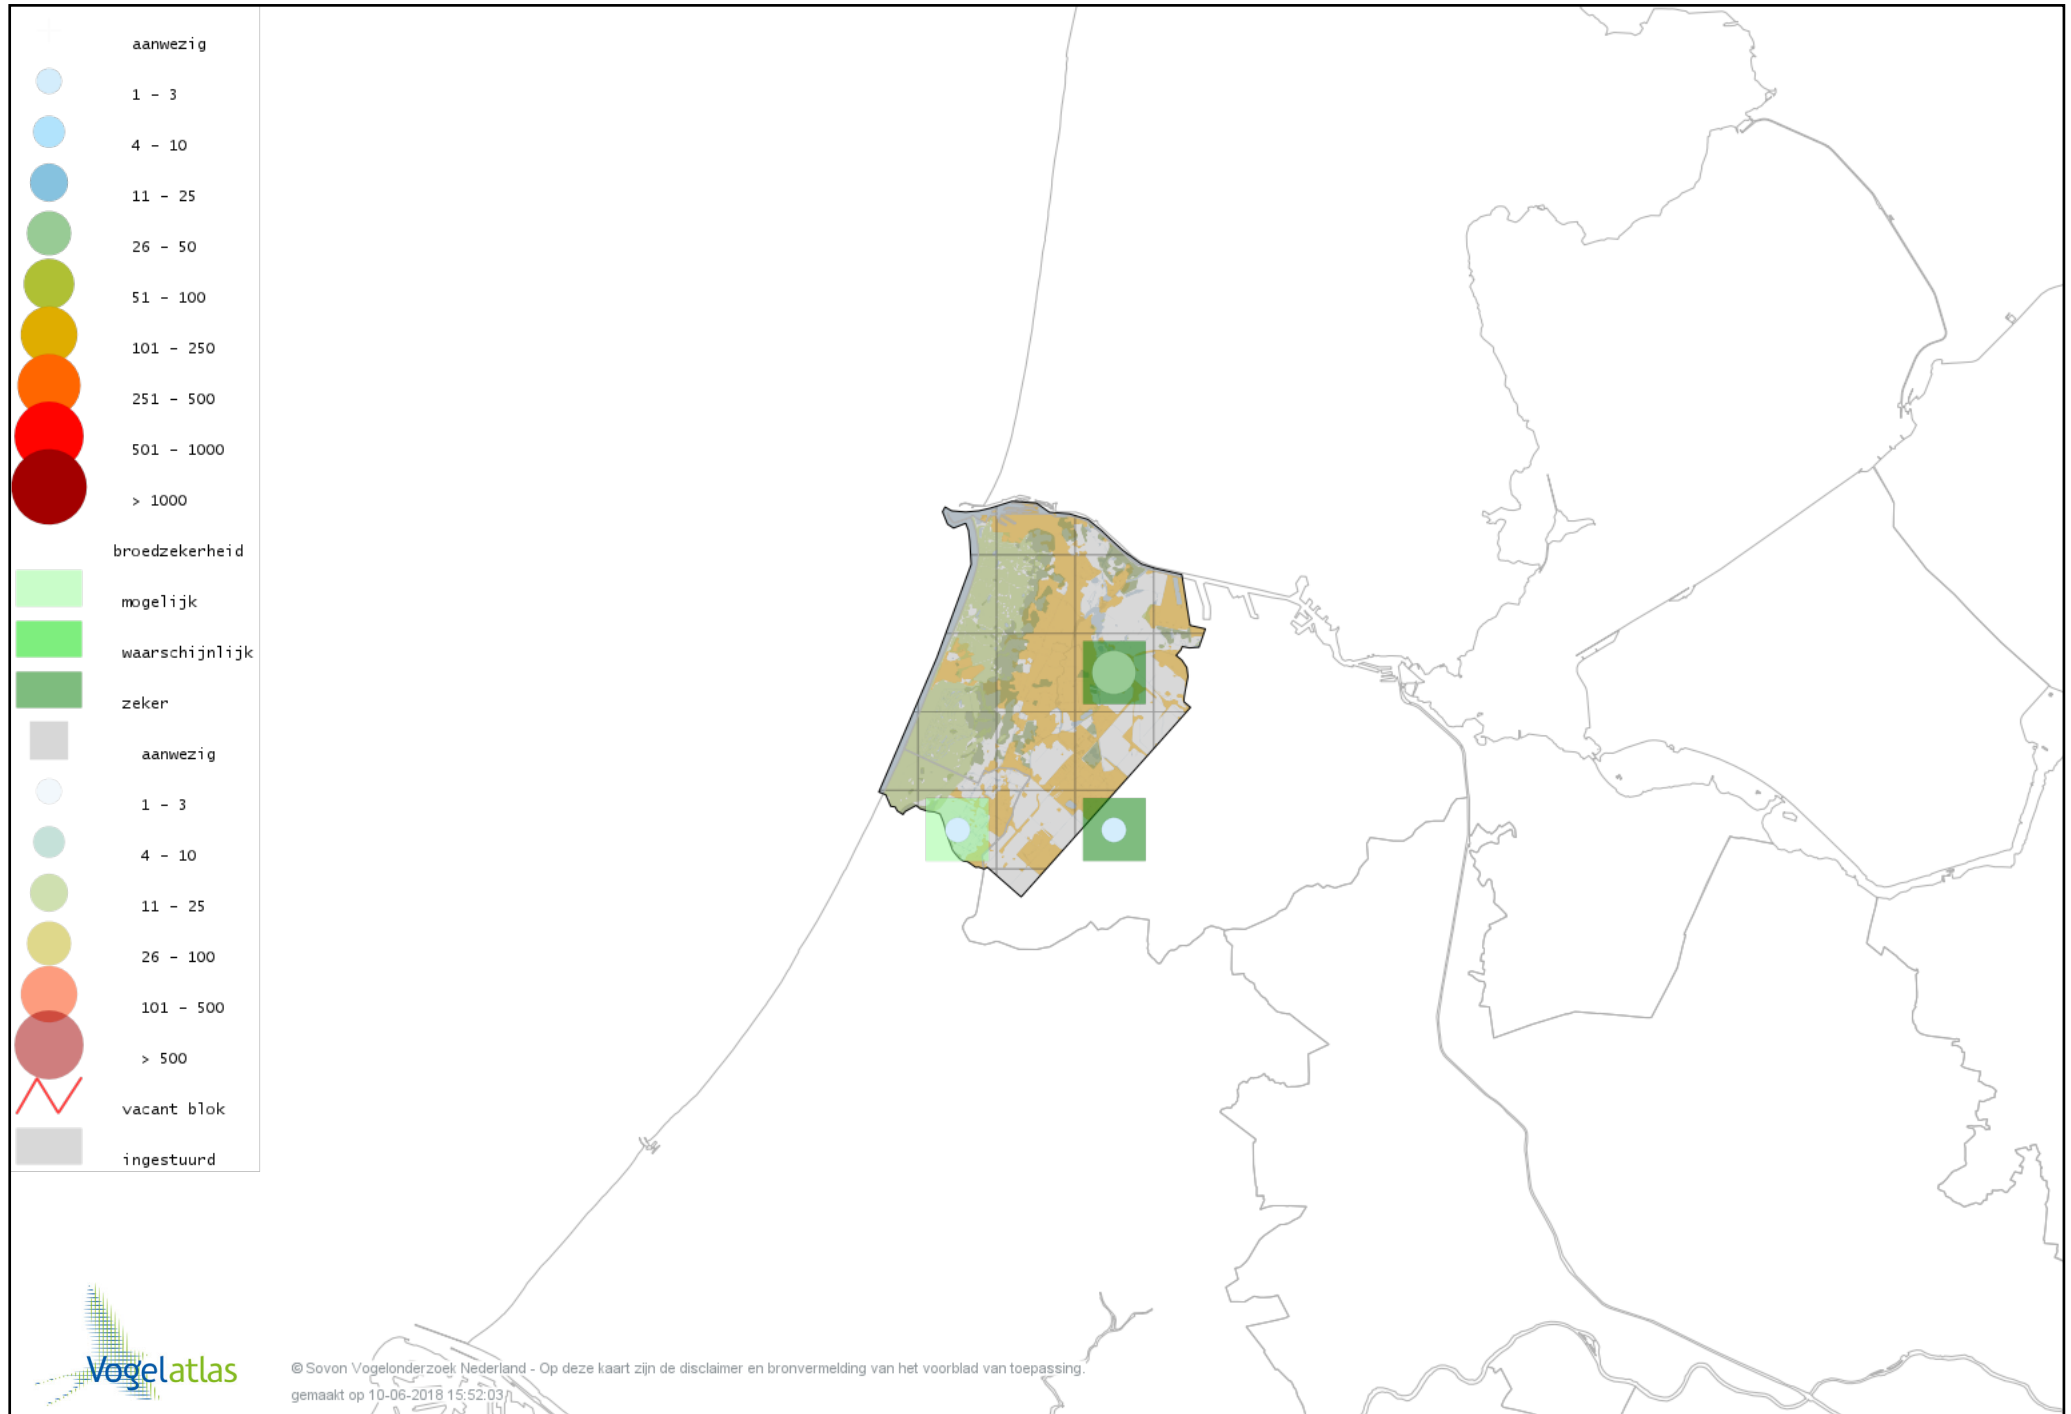 aanwezig
1 – 3
4 – 10
11 – 25
26 – 50
51 – 100
101 – 250
251 – 500
501 – 1000
> 1000
broedzekerheid
mogelijk
waarschijnlijk
zeker
aanwezig
1 – 3
4 – 10
11 – 25
26 – 100
101 – 500
> 500
vacant blok
ingestuurd
Vogelatlas
© Sovon Vogelonderzoek Nederland - Op deze kaart zijn de disclaimer en bronvermelding van het voorblad van toepassing.
gemaakt op 10-06-2018 15:52:03